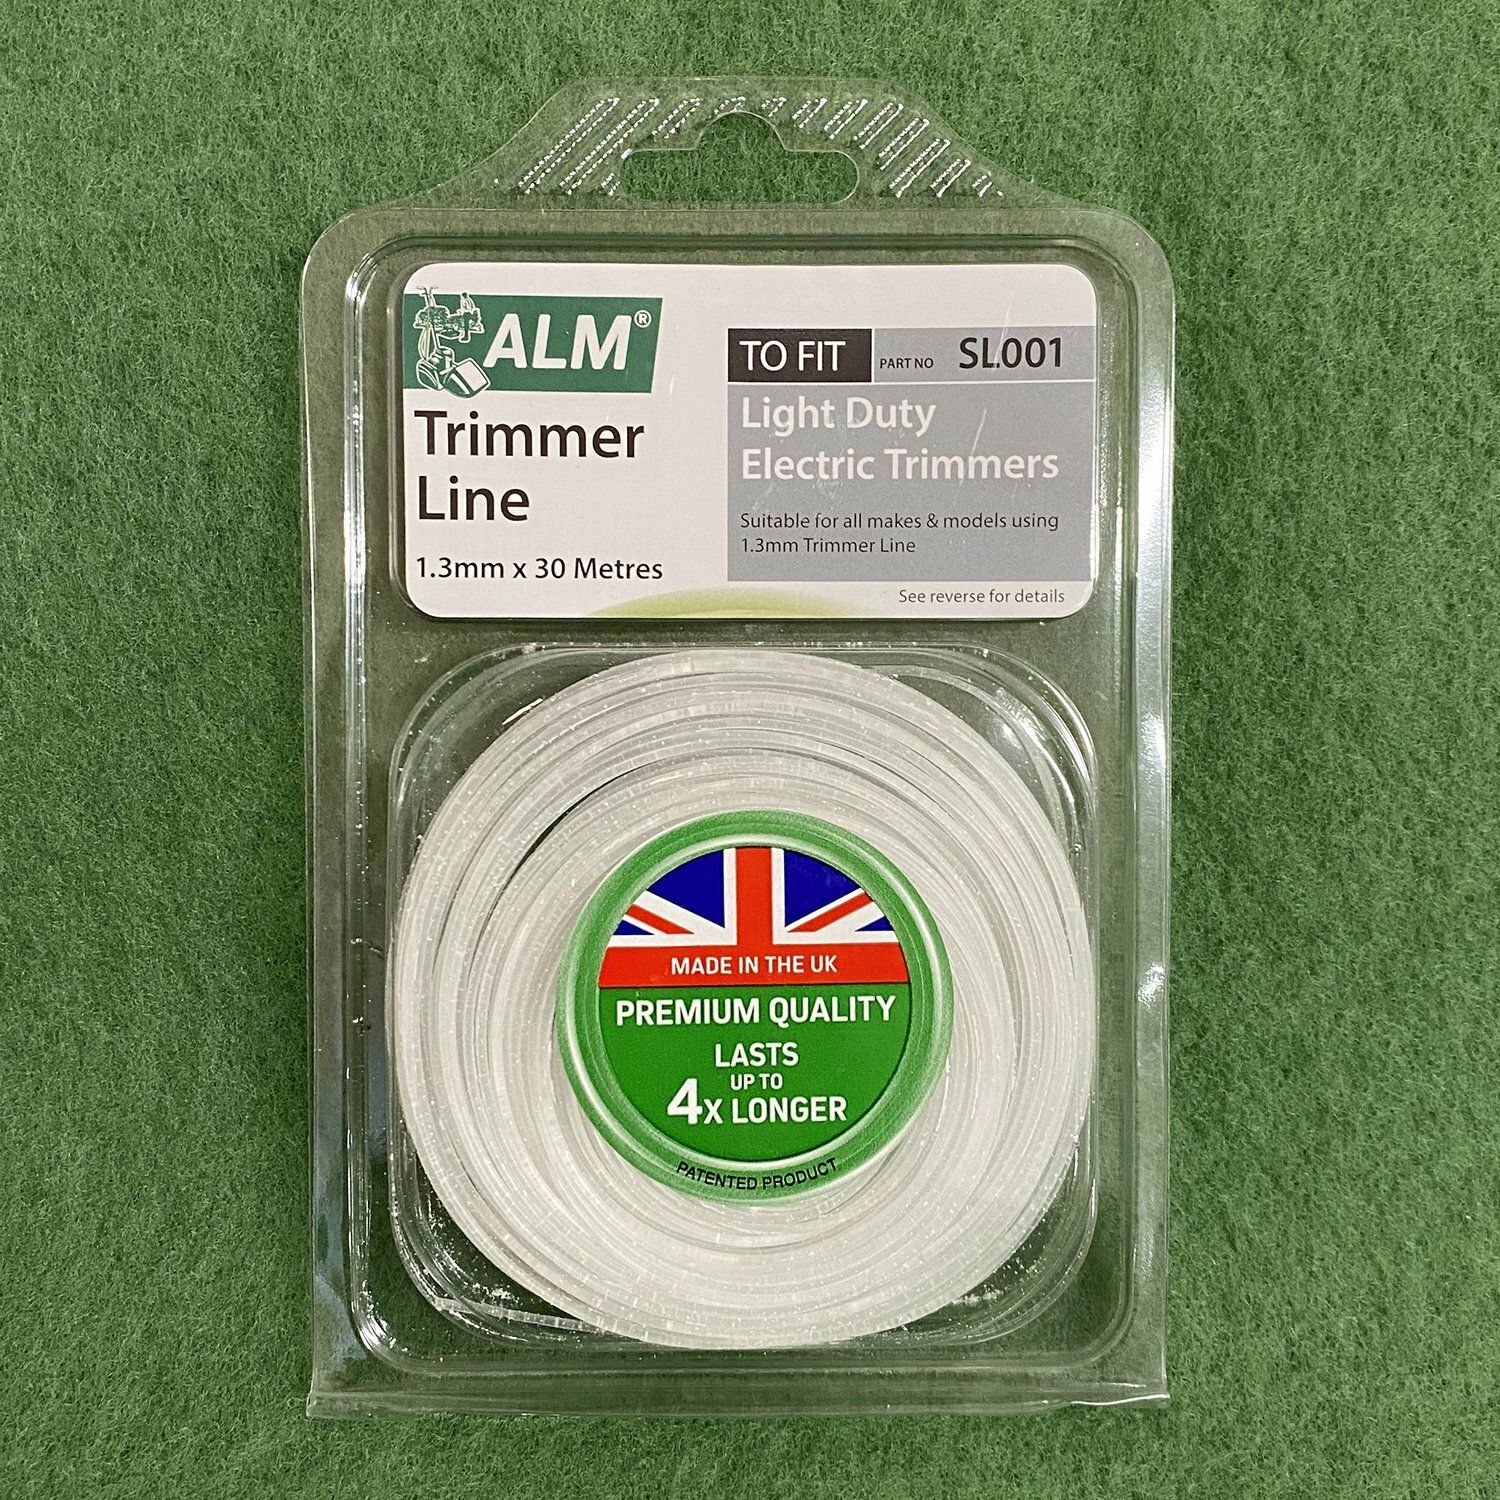 ALM®
Trimmer
Line
1.3mm x 30 Metres
TO FIT PART NO SL001
Light Duty
Electric Trimmers
Suitable for all makes & models using
1.3mm Trimmer Line
See reverse for details
MADE IN THE UK
PREMIUM QUALITY
LASTS
UP TO
4X LONGER
PATENTED PRODUCT